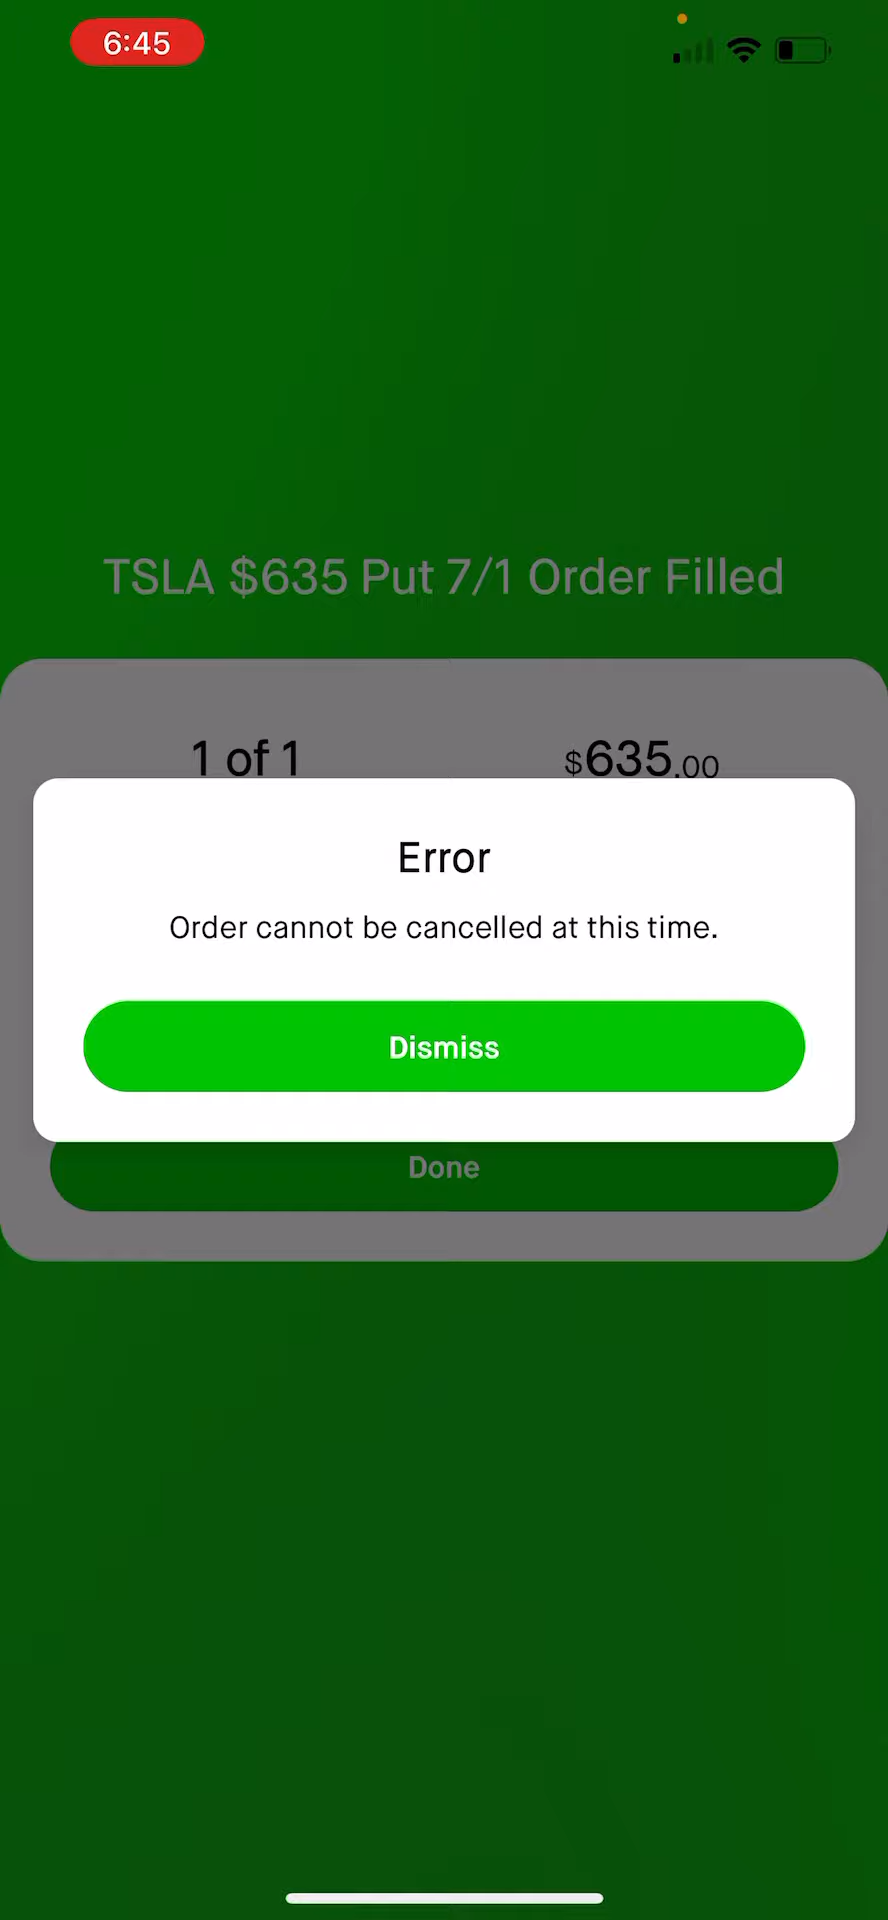 6:45
TSLA $635 Put 7/1 Order Filled
1 of 1
$635.00
Error
Order cannot be cancelled at this time.
Dismiss
Done